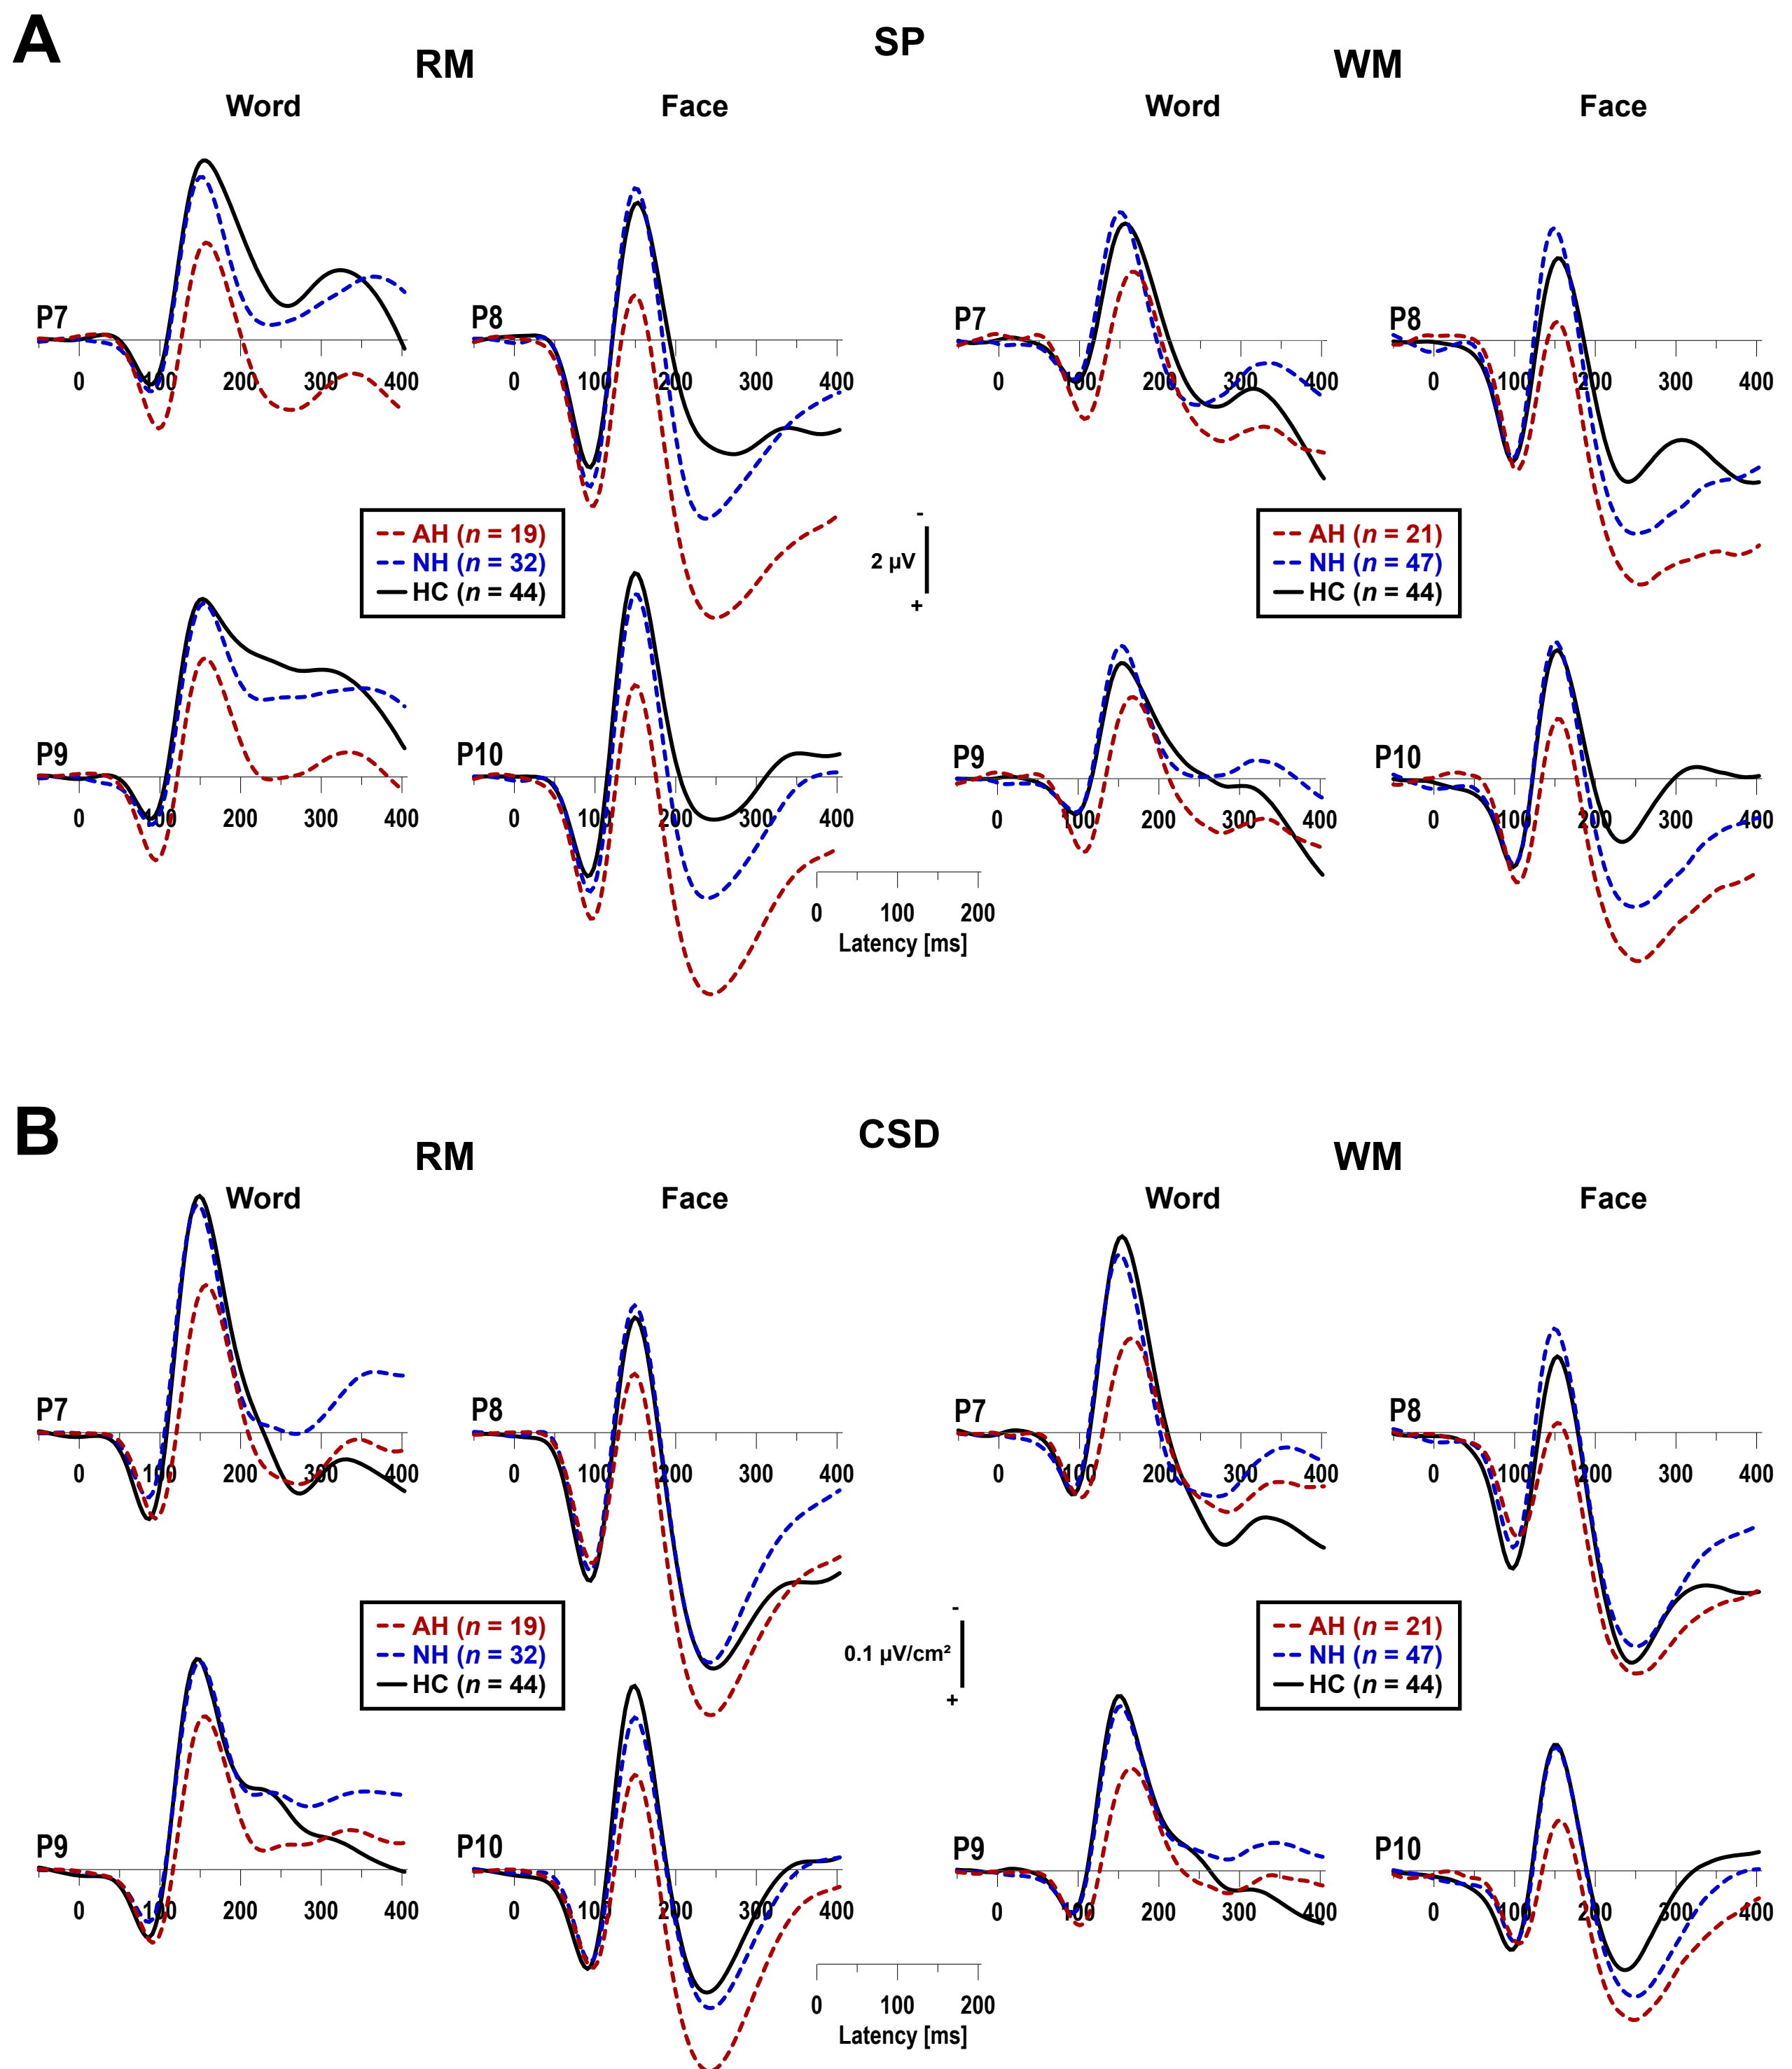 A
SP
RM
WM
Word
Face
Word
Face
P7
0 100 200 300 400
P8
0 100 200 300 400
P7
0 100 200 300 400
P8
0 100 200 300 400
AH (n = 19)
NH (n = 32)
HC (n = 44)
-
2 µV
+
AH (n = 21)
NH (n = 47)
HC (n = 44)
P9
0 100 200 300 400
P10
0 100 200 300 400
P9
0 100 200 300 400
P10
0 100 200 300 400
0 100 200
Latency [ms]
B
CSD
RM
WM
Word
Face
Word
Face
P7
0 100 200 300 400
P8
0 100 200 300 400
P7
0 100 200 300 400
P8
0 100 200 300 400
AH (n = 19)
NH (n = 32)
HC (n = 44)
-
0.1 µV/cm²
+
AH (n = 21)
NH (n = 47)
HC (n = 44)
P9
0 100 200 300 400
P10
0 100 200 300 400
P9
0 100 200 300 400
P10
0 100 200 300 400
0 100 200
Latency [ms]